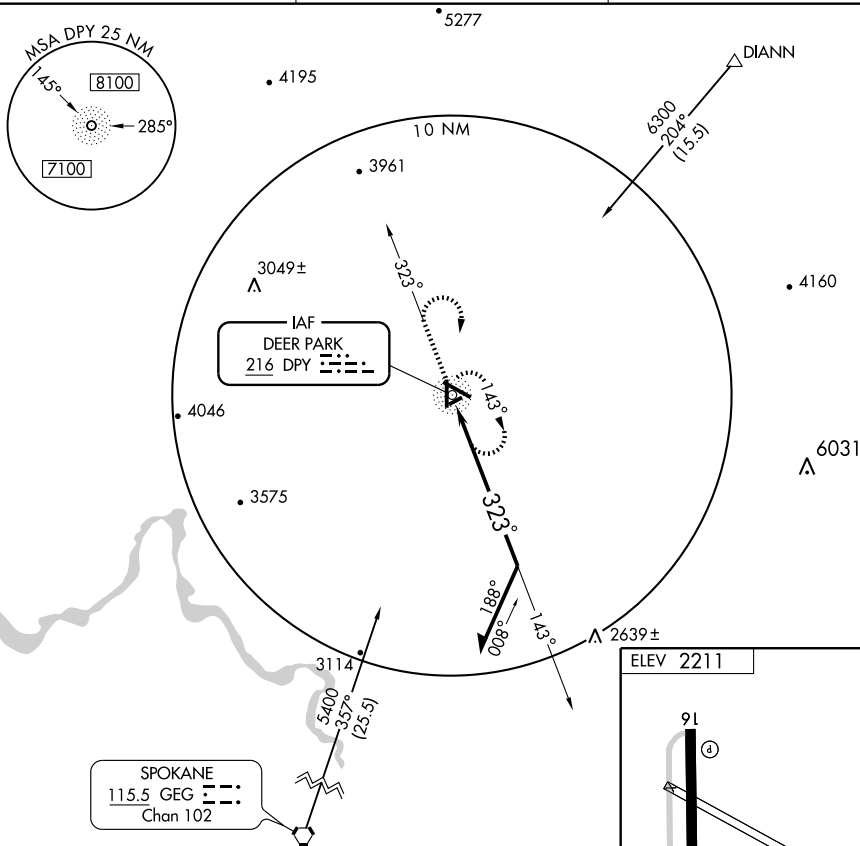 5277
MSA DPY 25 NM
145°
8100
285°
7100
4195
DIANN
6300
204°
(15.5)
10 NM
3961
3049±
323°
4160
IAF
DEER PARK
216 DPY
143°
4046
6031
3575
323°
188°
008°
143°
2639±
3114
5400
357°
(25.5)
ELEV 2211
16
P
SPOKANE
115.5 GEG
Chan 102